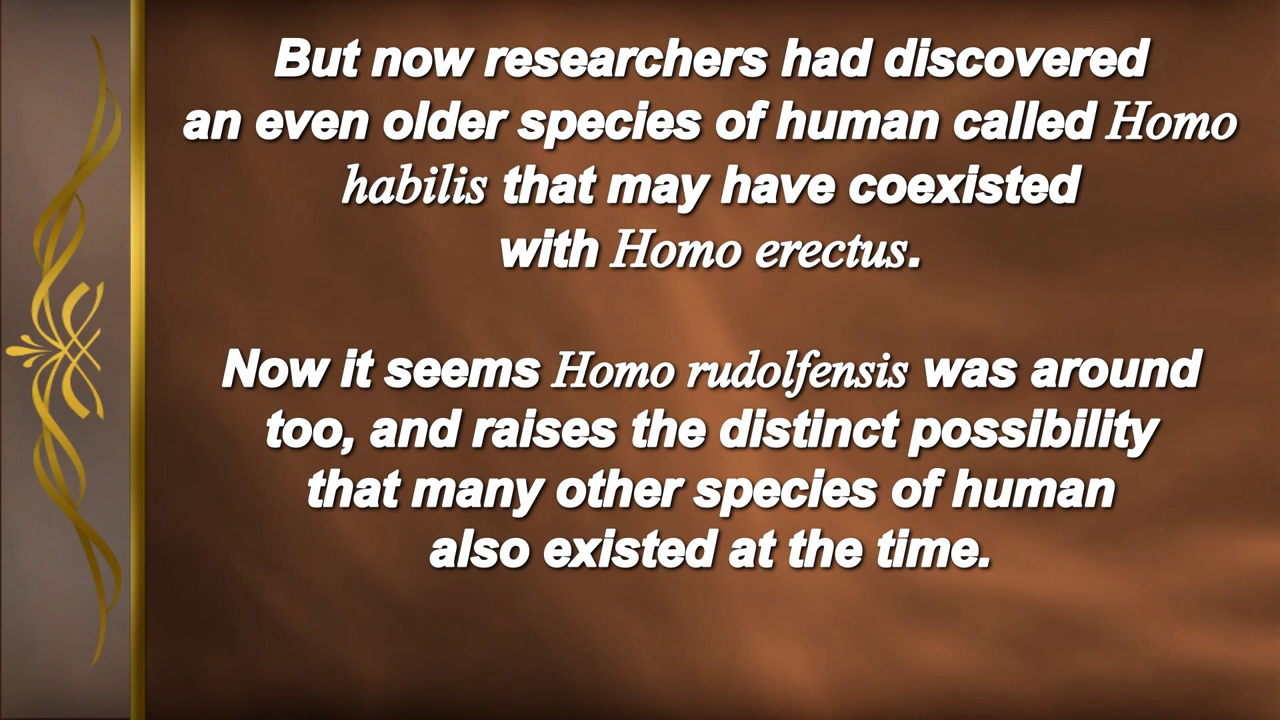 But now researchers had discovered
an even older species of human called Homo
habilis that may have coexisted
with Homo erectus.
Now it seems Homo rudolfensis was around
too, and raises the distinct possibility
that many other species of human
also existed at the time.